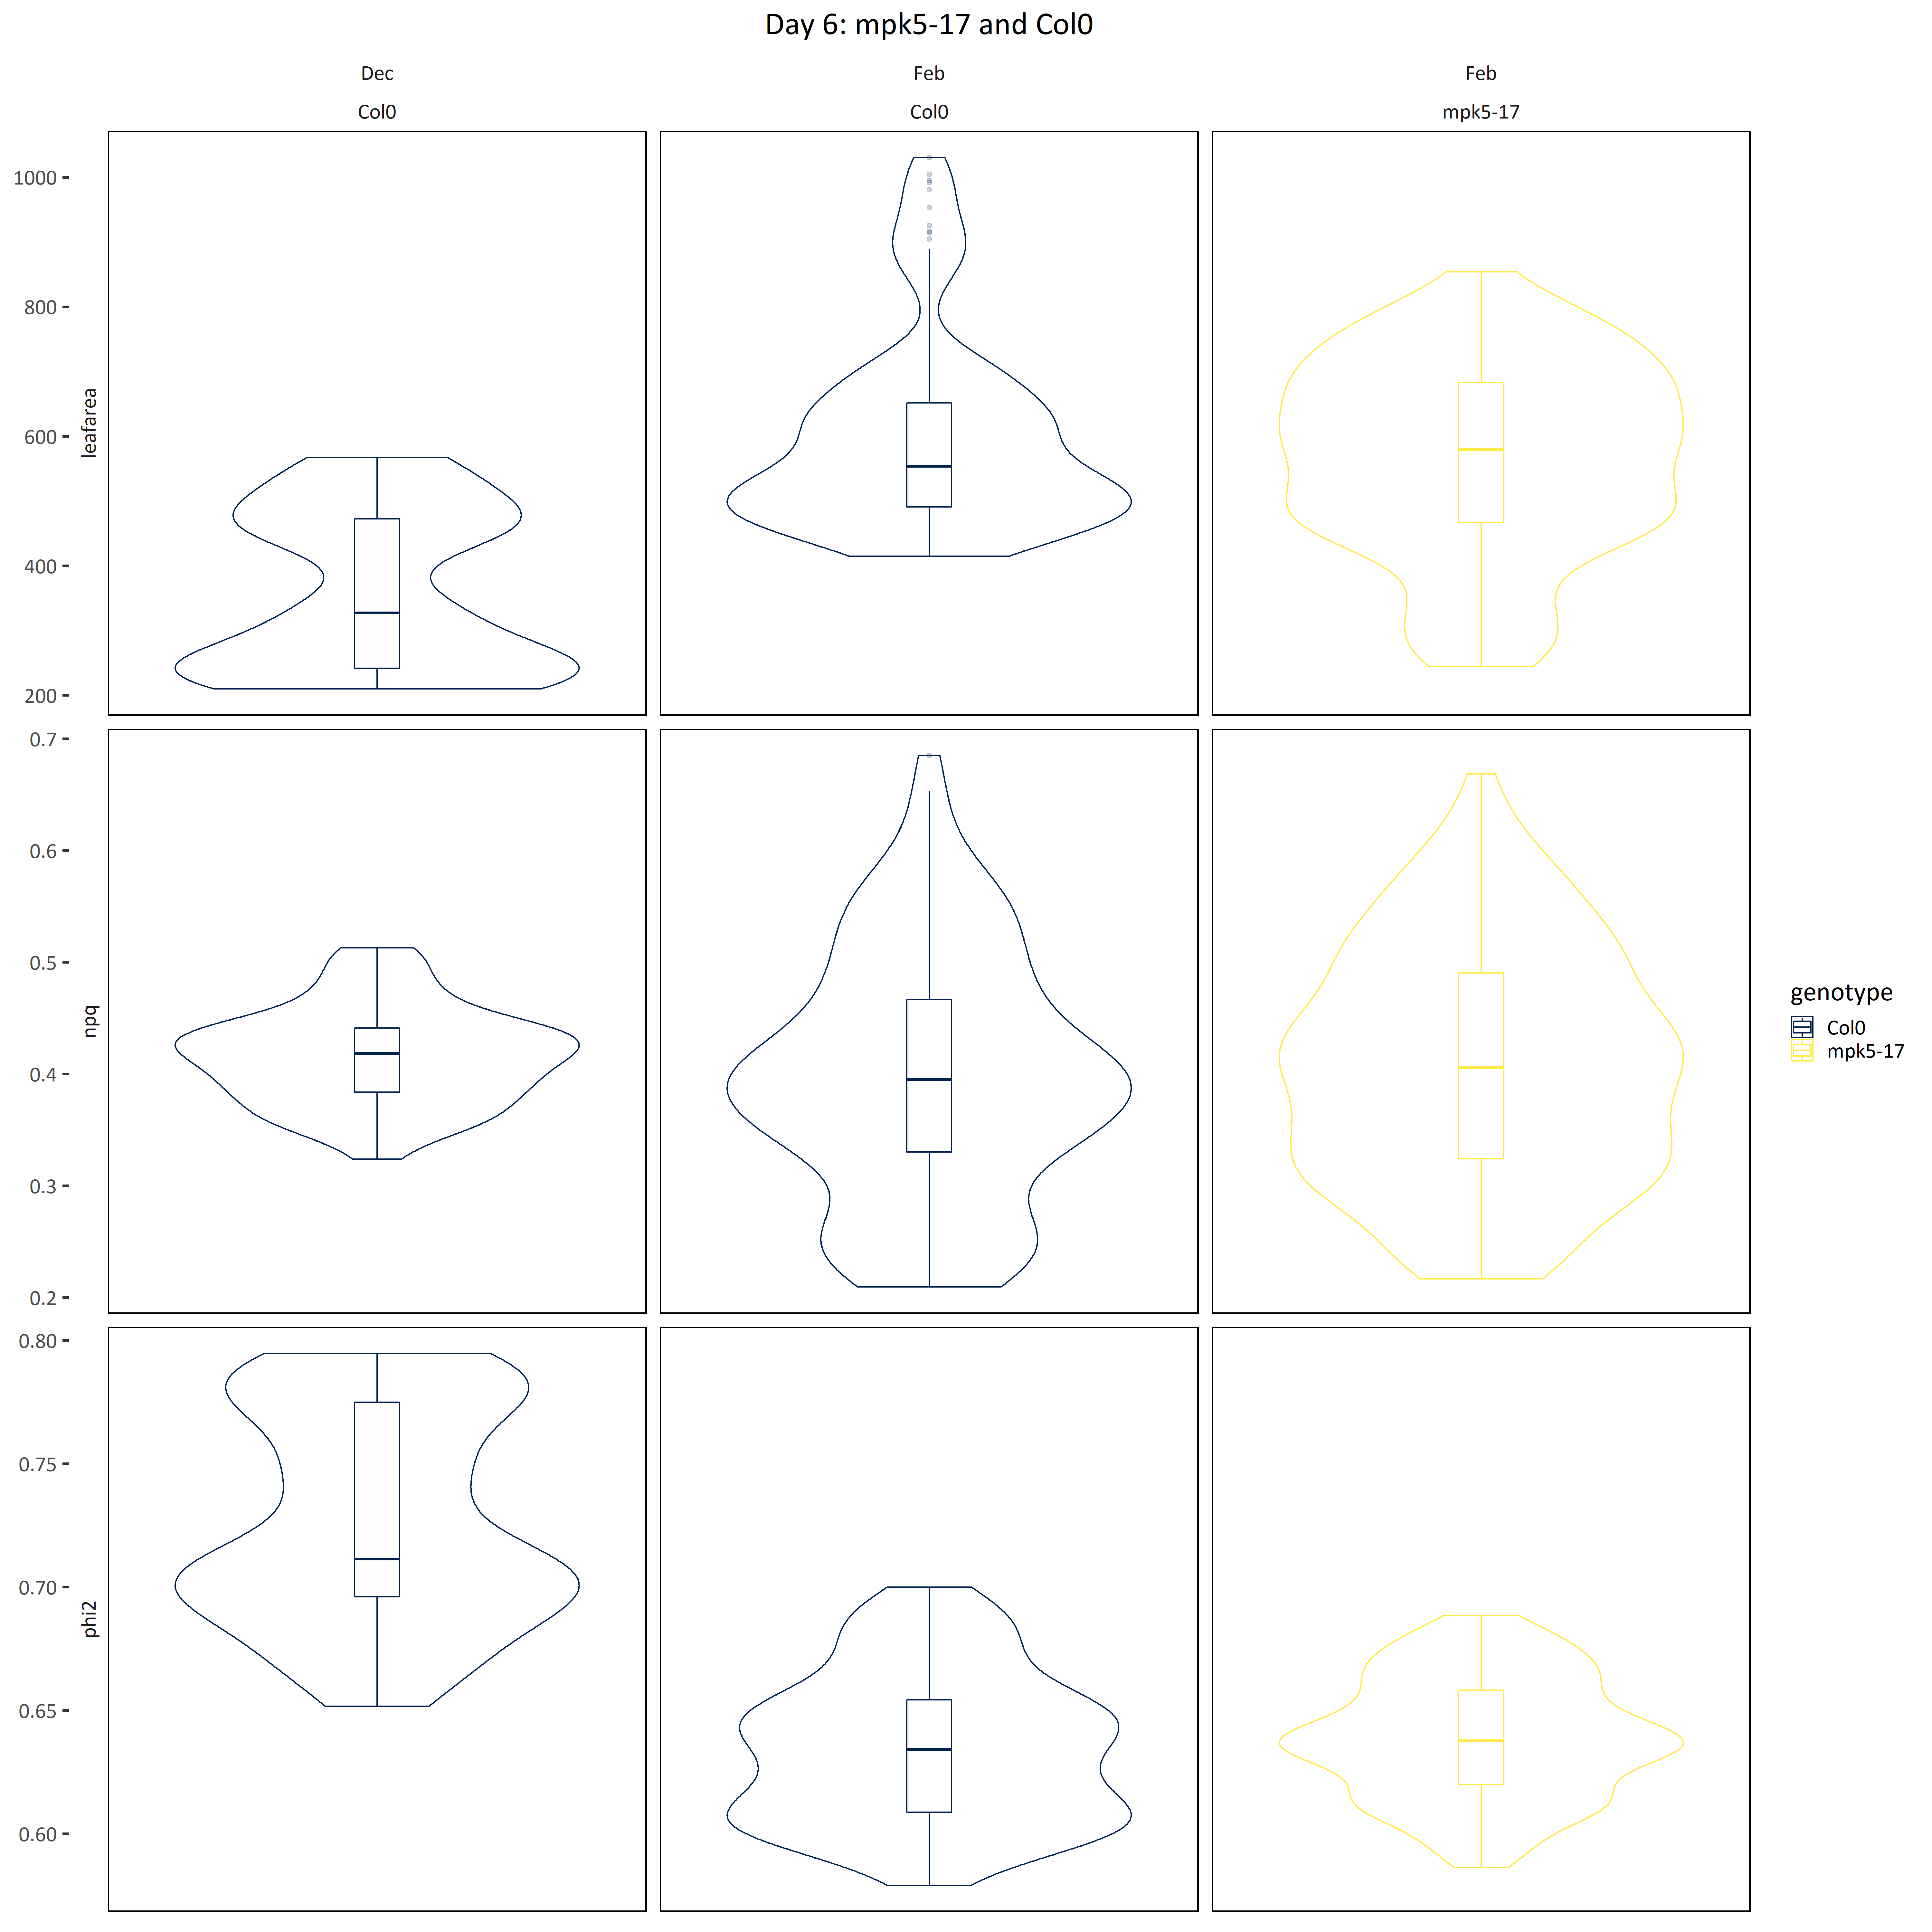 Day 6: mpk5-17 and Col0
Dec
Feb
Feb
Col0
Col0
mpk5-17
1000
800
600
400
200
leafarea
0.7
0.6
0.5
0.4
0.3
0.2
npq
0.80
0.75
0.70
0.65
0.60
phi2
genotype
Col0
mpk5-17